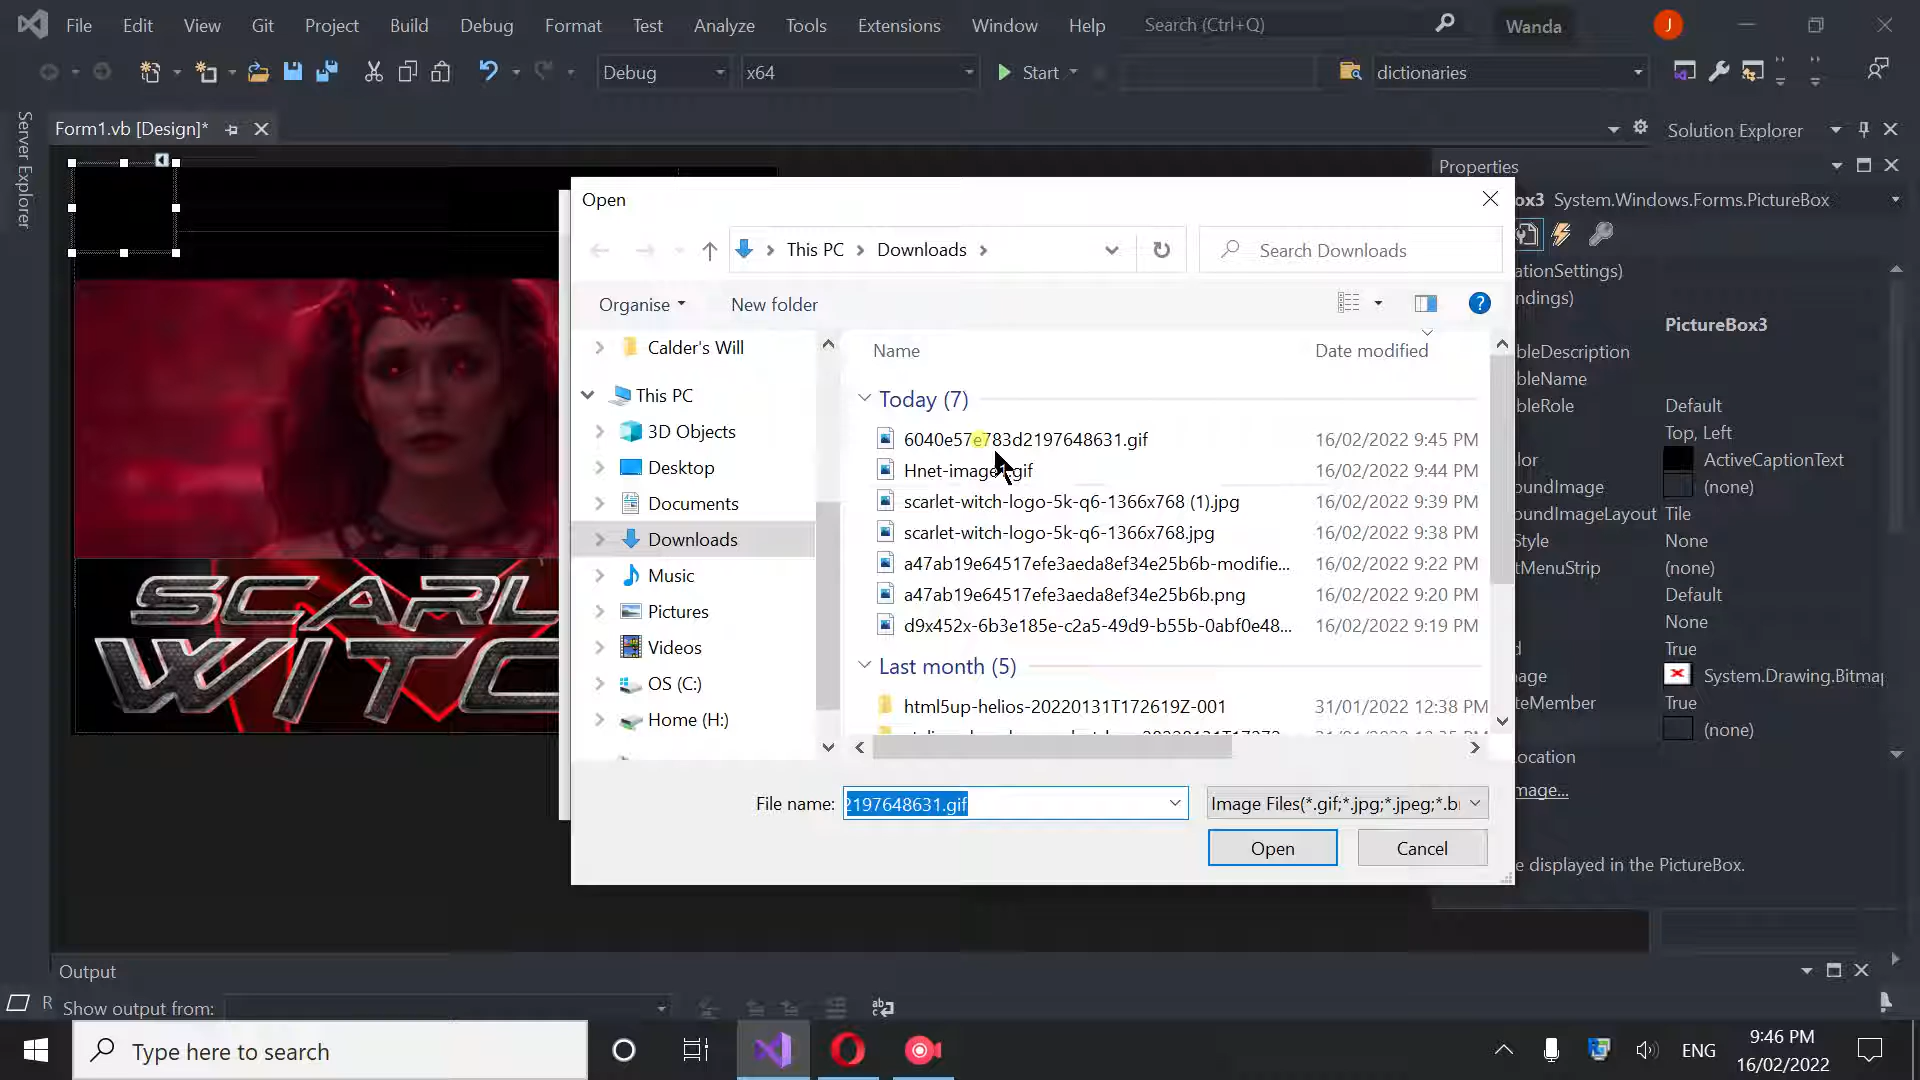 File Edit View Git Project Build Debug Format Test Analyze Tools Extensions Window Help Search (Ctrl+Q) Wanda J
Debug x64 Start dictionaries
Server Explorer
Form1.vb [Design]* Solution Explorer
Properties
ox3 System.Windows.Forms.PictureBox
Open
This PC Downloads Search Downloads
Organise New folder
Calder's Will
This PC
3D Objects
Desktop
Documents
Downloads
Music
Pictures
Videos
OS (C:)
Home (H:)
Name Date modified
Today (7)
6040e57e783d2197648631.gif 16/02/2022 9:45 PM
Hnet-image.gif 16/02/2022 9:44 PM
scarlet-witch-logo-5k-q6-1366x768 (1).jpg 16/02/2022 9:39 PM
scarlet-witch-logo-5k-q6-1366x768.jpg 16/02/2022 9:38 PM
a47ab19e64517efe3aeda8ef34e25b6b-modifie... 16/02/2022 9:22 PM
a47ab19e64517efe3aeda8ef34e25b6b.png 16/02/2022 9:20 PM
d9x452x-6b3e185e-c2a5-49d9-b55b-0abf0e48... 16/02/2022 9:19 PM
Last month (5)
html5up-helios-20220131T172619Z-001 31/01/2022 12:38 PM
File name: 2197648631.gif Image Files(*.gif;*.jpg;*.jpeg;*.b
Open Cancel
ationSettings)
ndings)
PictureBox3
bleDescription
bleName
bleRole Default
Top, Left
olor ActiveCaptionText
oundImage (none)
oundImageLayout Tile
Style None
tMenuStrip (none)
Default
None
d True
nage System.Drawing.Bitma
teMember True
(none)
ocation
mage...
e displayed in the PictureBox.
SCARL
WITC
Output
Show output from:
R
Type here to search
ENG
9:46 PM
16/02/2022